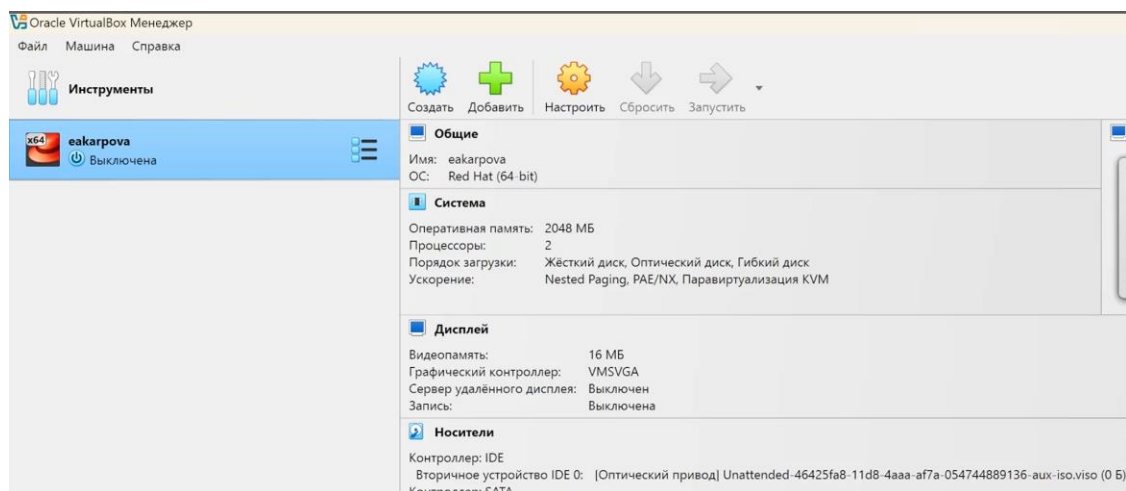 Oracle VirtualBox Менеджер
Файл Машина Справка
Инструменты
Создать Добавить Настроить Сбросить Запустить
x64
eakarpova
Выключена
Общие
Имя: eakarpova
ОС: Red Hat (64-bit)
Система
Оперативная память: 2048 МБ
Процессоры: 2
Порядок загрузки: Жёсткий диск, Оптический диск, Гибкий диск
Ускорение: Nested Paging, PAE/NX, Паравиртуализация KVM
Дисплей
Видеопамять: 16 МБ
Графический контроллер: VMSVGA
Сервер удалённого дисплея: Выключен
Запись: Выключена
Носители
Контроллер: IDE
Вторичное устройство IDE 0: [Оптический привод] Unattended-46425fa8-11d8-4aaa-af7a-054744889136-aux-iso.viso (0 Б)
Контроллер: SATA